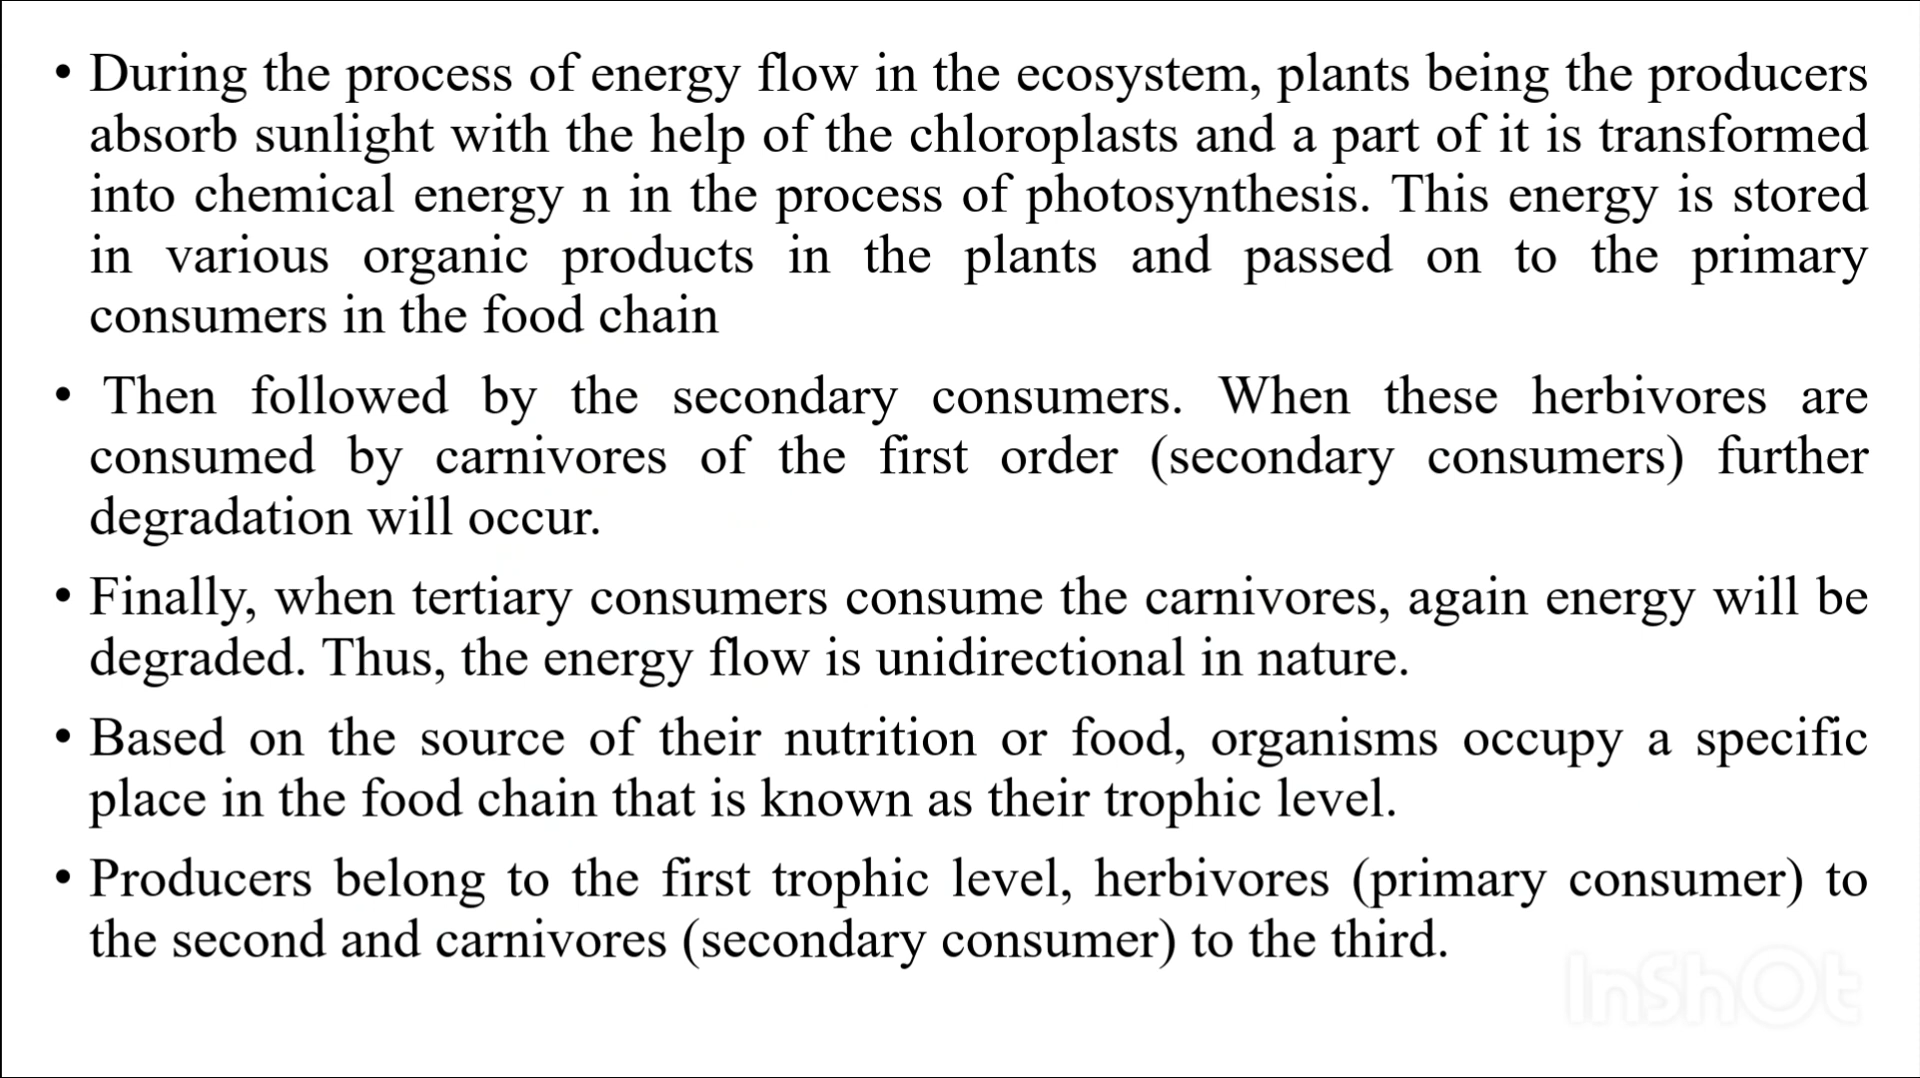 • During the process of energy flow in the ecosystem, plants being the producers
absorb sunlight with the help of the chloroplasts and a part of it is transformed
into chemical energy n in the process of photosynthesis. This energy is stored
in various organic products in the plants and passed on to the primary
consumers in the food chain
• Then followed by the secondary consumers. When these herbivores are
consumed by carnivores of the first order (secondary consumers) further
degradation will occur.
• Finally, when tertiary consumers consume the carnivores, again energy will be
degraded. Thus, the energy flow is unidirectional in nature.
• Based on the source of their nutrition or food, organisms occupy a specific
place in the food chain that is known as their trophic level.
• Producers belong to the first trophic level, herbivores (primary consumer) to
the second and carnivores (secondary consumer) to the third.
InShOt